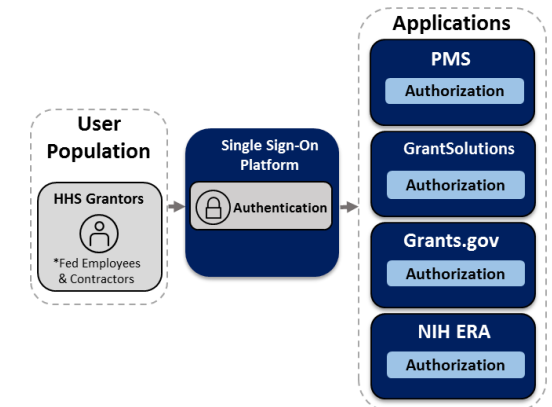 User
Population
HHS Grantors
*Fed Employees
& Contractors
Single Sign-On
Platform
Authentication
Applications
PMS
Authorization
GrantSolutions
Authorization
Grants.gov
Authorization
NIH ERA
Authorization